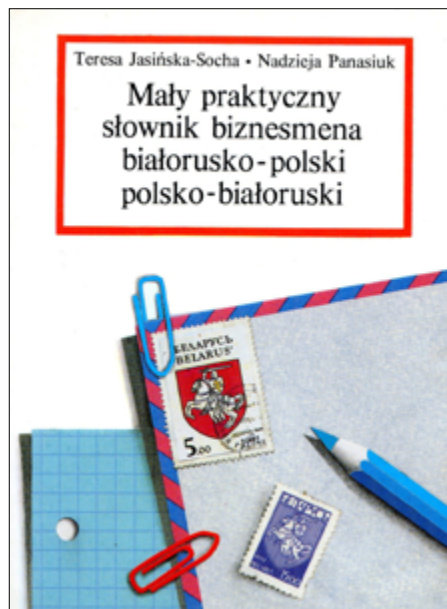 Teresa Jasińska-Socha • Nadzieja Panasiuk
Mały praktyczny
słownik biznesmena
białorusko-polski
polsko-białoruski
БЕЛАРУСЬ
BELARUS'
5,00